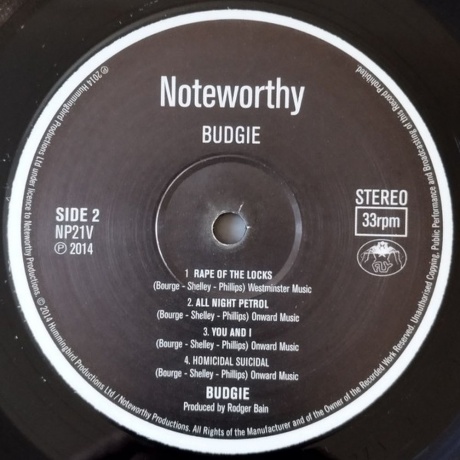 Noteworthy
BUDGIE
SIDE 2
NP21V
℗ 2014
STEREO
33rpm
1 RAPE OF THE LOCKS
(Bourge - Shelley - Phillips) Westminster Music
2. ALL NIGHT PETROL
(Bourge - Shelley - Phillips) Onward Music
3. YOU AND I
(Bourge - Shelley - Phillips) Onward Music
4. HOMICIDAL SUICIDAL
(Bourge - Shelley - Phillips) Onward Music
BUDGIE
Produced by Rodger Bain
℗ 2014 Hummingbird Productions Ltd under licence to Noteworthy Productions. © 2014 Hummingbird Productions Ltd / Noteworthy Productions. All Rights of the Manufacturer and of the Owner of the Recorded Work Reserved. Unauthorised Copying, Public Performance and Broadcasting of this Record Prohibited.